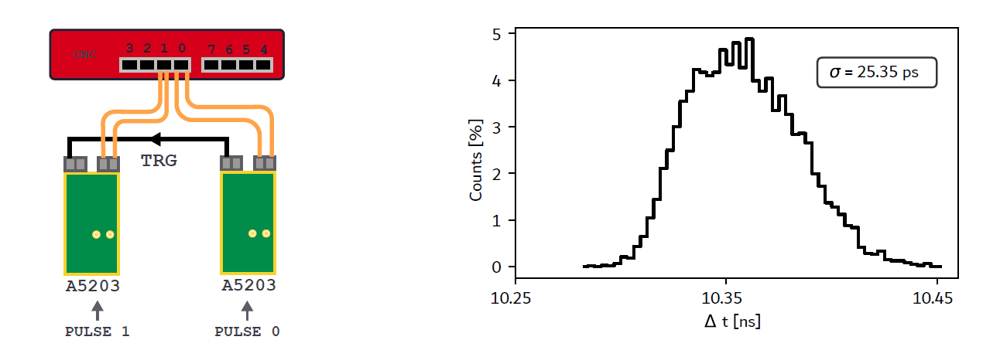 CNC
3 2 1 0 7 6 5 4
TRG
A5203 A5203
PULSE 1 PULSE 0
σ = 25.35 ps
Counts [%]
5
4
3
2
1
0
10.25 10.35 10.45
Δ t [ns]